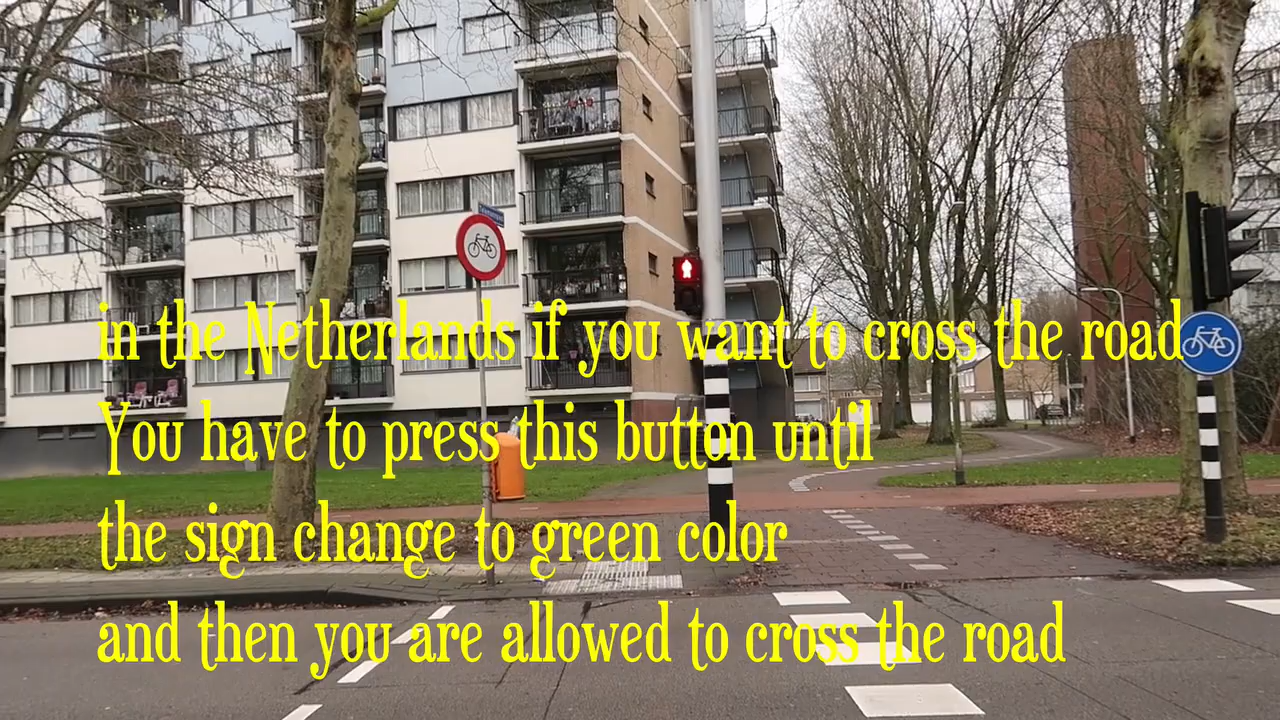 in the Netherlands if you want to cross the road
You have to press this button until
the sign change to green color
and then you are allowed to cross the road